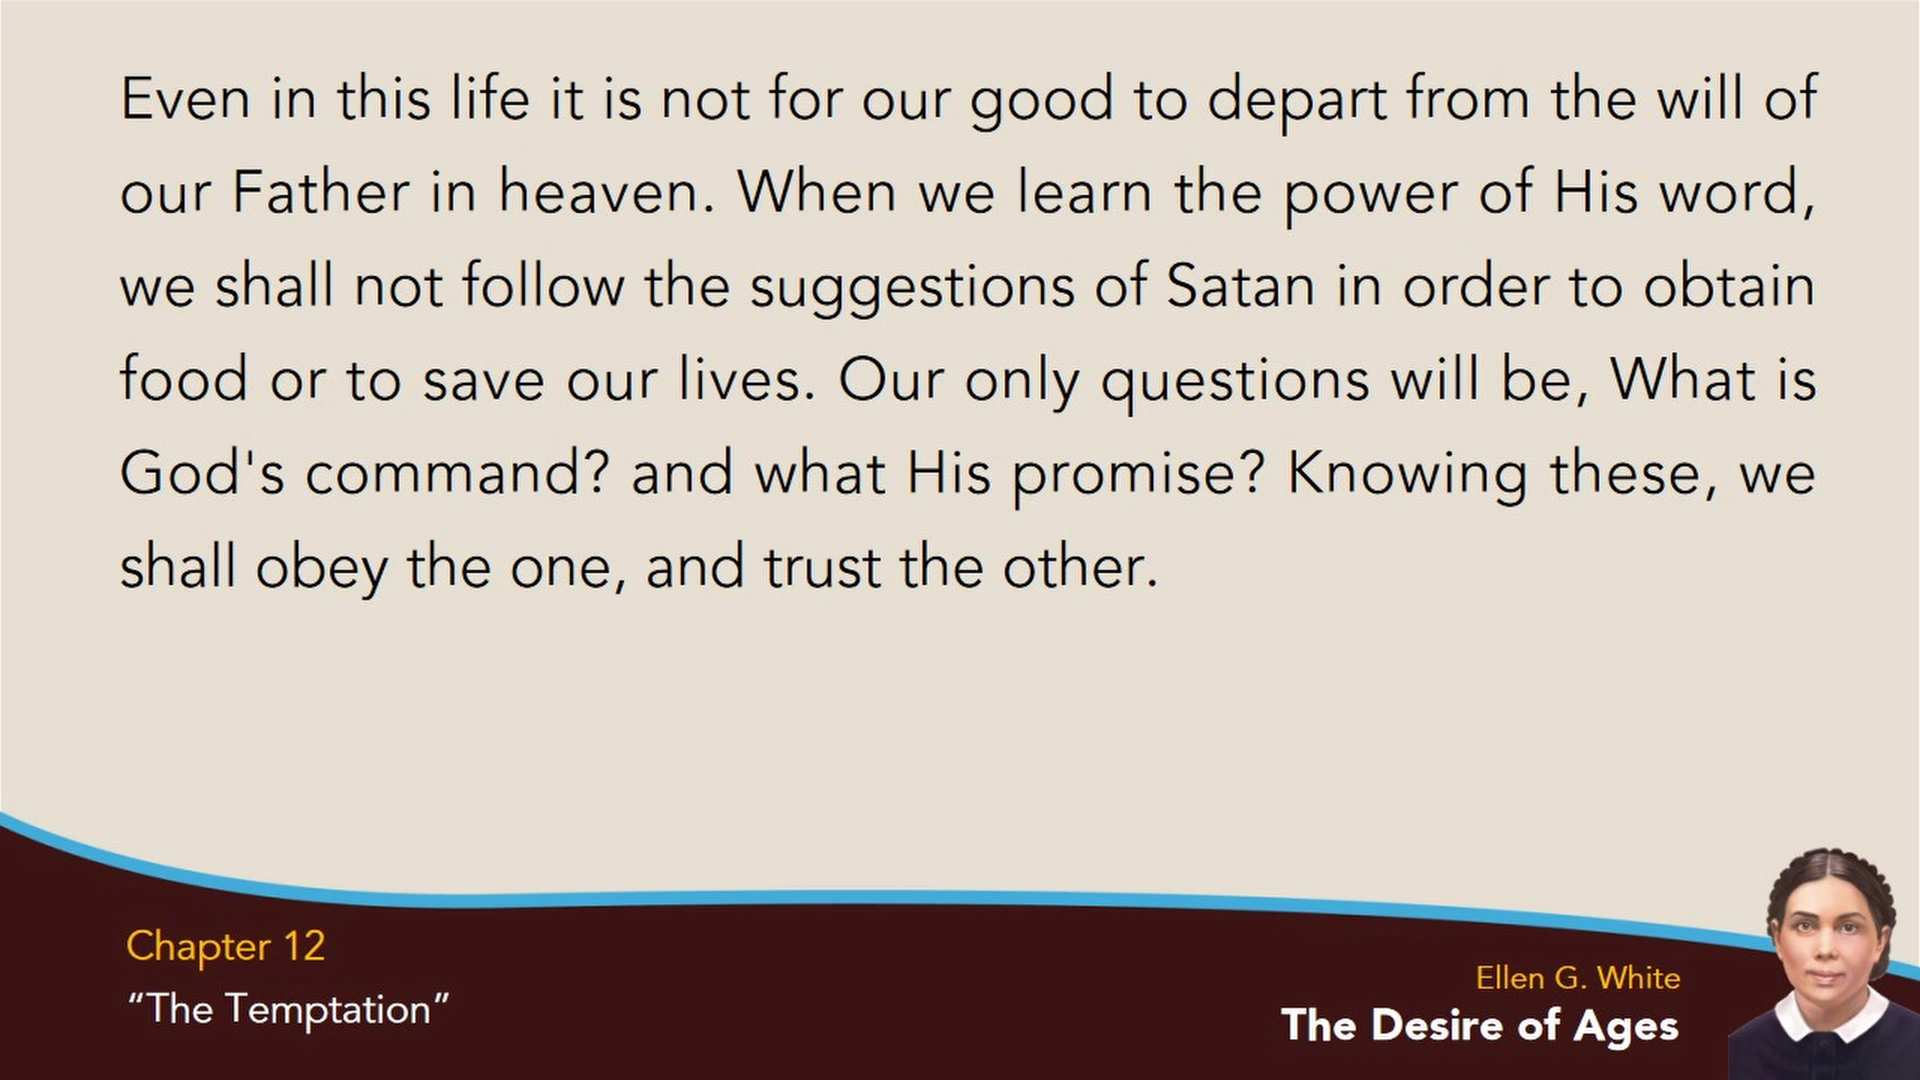 Even in this life it is not for our good to depart from the will of
our Father in heaven. When we learn the power of His word,
we shall not follow the suggestions of Satan in order to obtain
food or to save our lives. Our only questions will be, What is
God's command? and what His promise? Knowing these, we
shall obey the one, and trust the other.
Chapter 12
“The Temptation”
Ellen G. White
The Desire of Ages